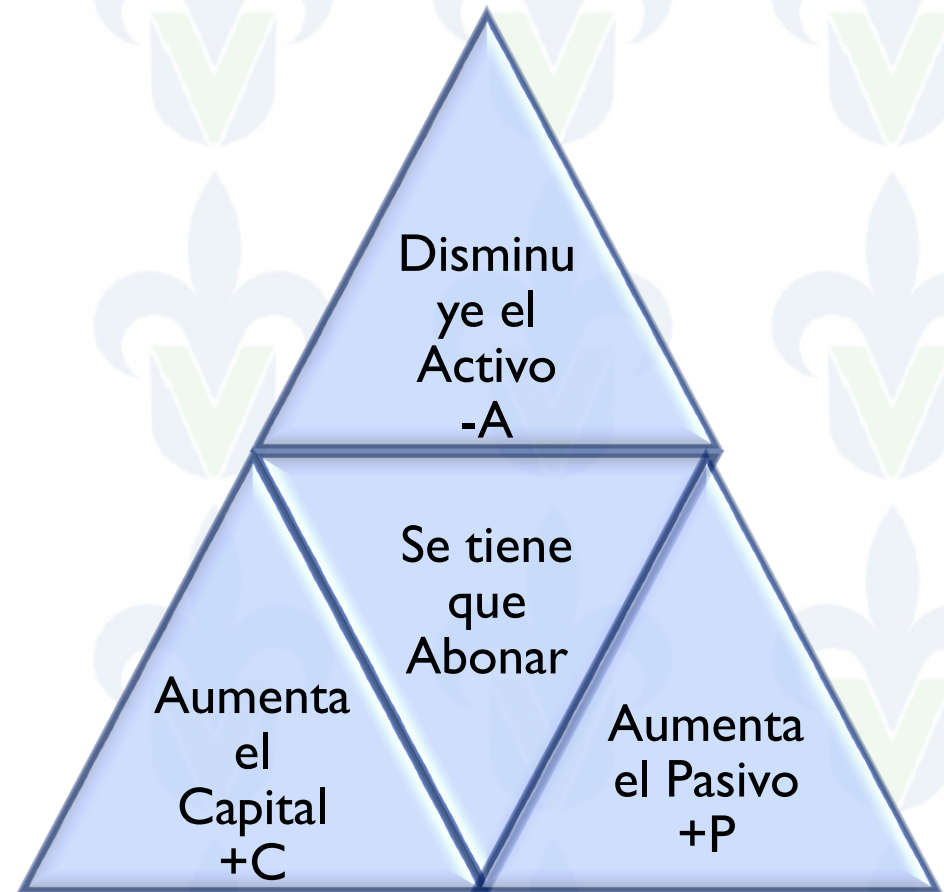 Disminu
ye el
Activo
-A
Se tiene
que
Abonar
Aumenta
el
Capital
+C
Aumenta
el Pasivo
+P